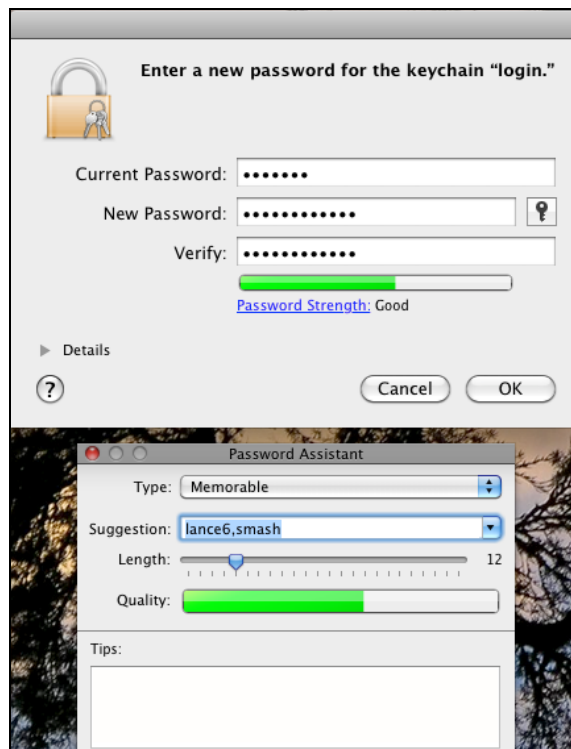 Enter a new password for the keychain “login.”
Current Password: •••••••
New Password: ••••••••••••
Verify: ••••••••••••
Password Strength: Good
Details
?
Cancel
OK
Password Assistant
Type: Memorable
Suggestion: lance6,smash
Length: 12
Quality:
Tips: